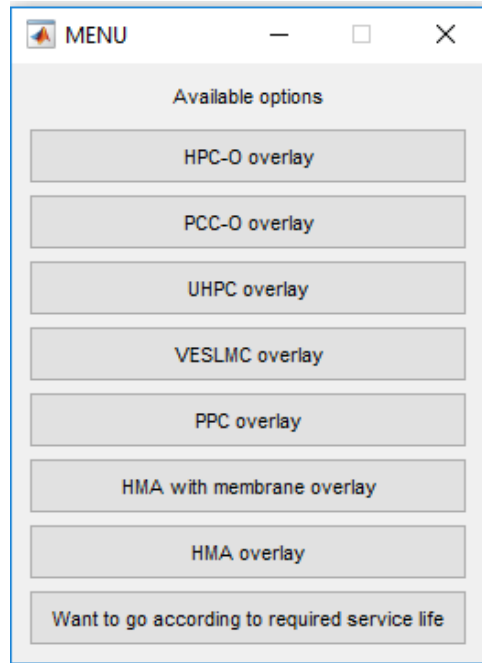 MENU
Available options
HPC-O overlay
PCC-O overlay
UHPC overlay
VESLMC overlay
PPC overlay
HMA with membrane overlay
HMA overlay
Want to go according to required service life